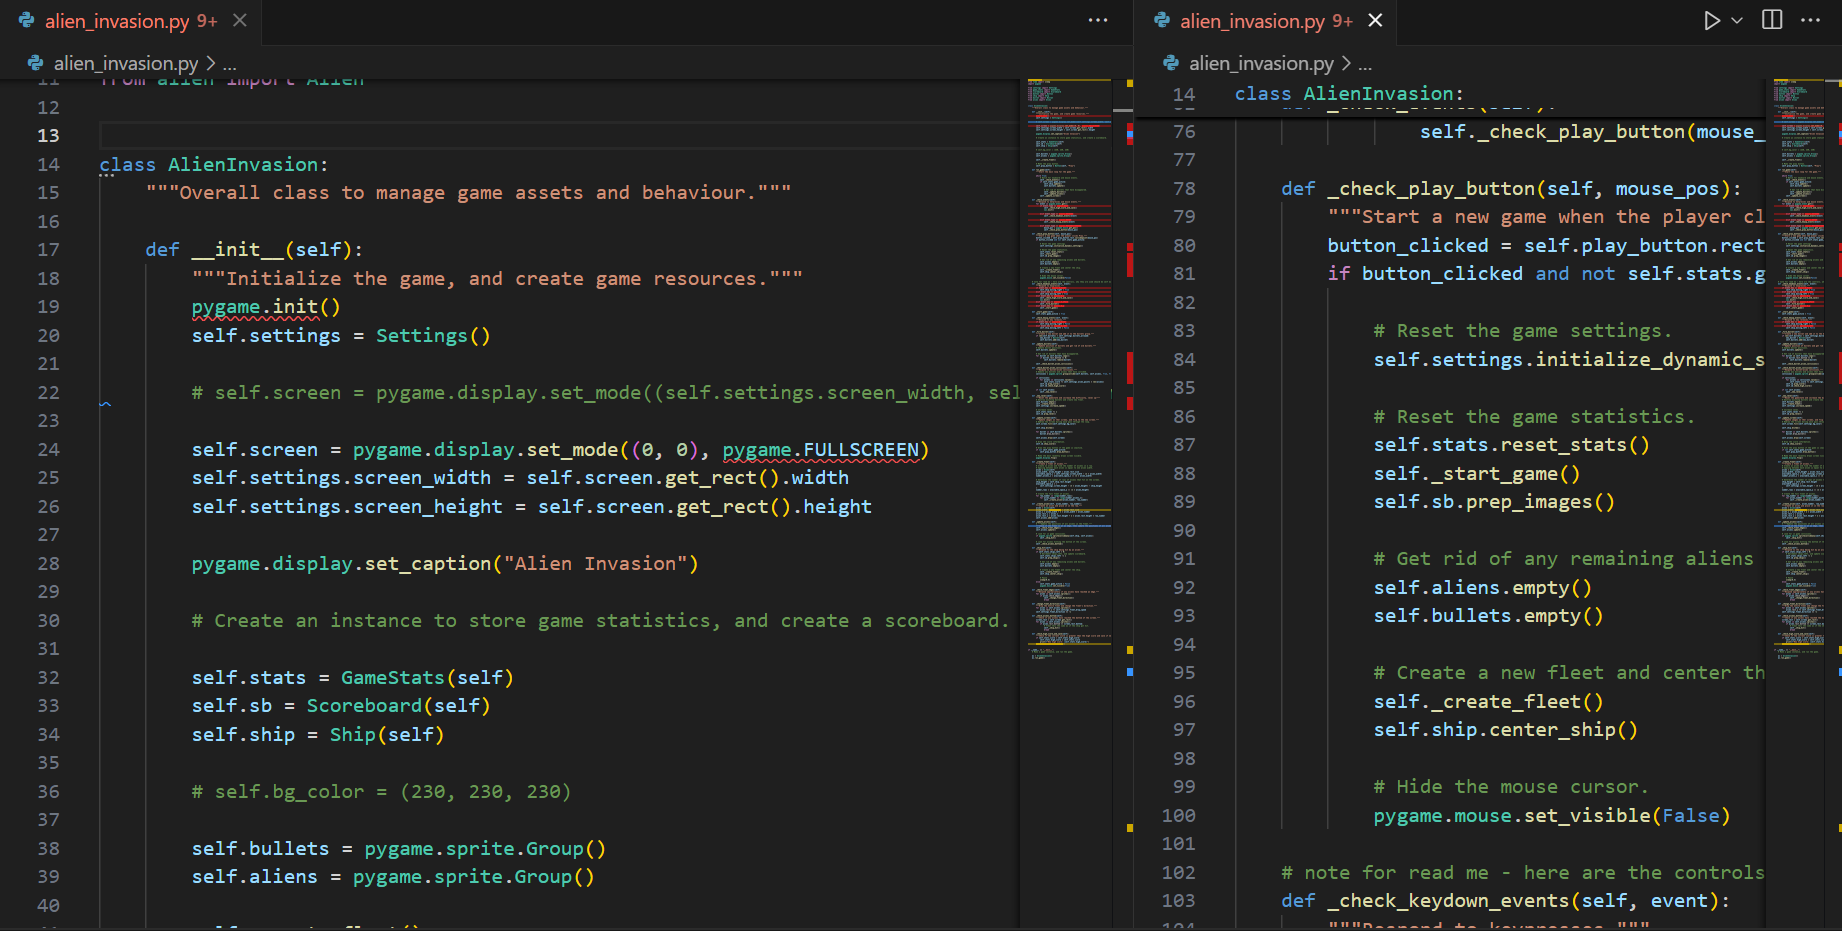 alien_invasion.py 9+
alien_invasion.py > ...
11 from alien import Alien
12
13
14 class AlienInvasion:
15 """Overall class to manage game assets and behaviour."""
16
17 def __init__(self):
18 """Initialize the game, and create game resources."""
19 pygame.init()
20 self.settings = Settings()
21
22 # self.screen = pygame.display.set_mode((self.settings.screen_width, sel
23
24 self.screen = pygame.display.set_mode((0, 0), pygame.FULLSCREEN)
25 self.settings.screen_width = self.screen.get_rect().width
26 self.settings.screen_height = self.screen.get_rect().height
27
28 pygame.display.set_caption("Alien Invasion")
29
30 # Create an instance to store game statistics, and create a scoreboard.
31
32 self.stats = GameStats(self)
33 self.sb = Scoreboard(self)
34 self.ship = Ship(self)
35
36 # self.bg_color = (230, 230, 230)
37
38 self.bullets = pygame.sprite.Group()
39 self.aliens = pygame.sprite.Group()
40
alien_invasion.py 9+
alien_invasion.py > ...
14 class AlienInvasion:
76 self._check_play_button(mouse_
77
78 def _check_play_button(self, mouse_pos):
79 """Start a new game when the player cl
80 button_clicked = self.play_button.rect
81 if button_clicked and not self.stats.g
82
83 # Reset the game settings.
84 self.settings.initialize_dynamic_s
85
86 # Reset the game statistics.
87 self.stats.reset_stats()
88 self._start_game()
89 self.sb.prep_images()
90
91 # Get rid of any remaining aliens
92 self.aliens.empty()
93 self.bullets.empty()
94
95 # Create a new fleet and center th
96 self._create_fleet()
97 self.ship.center_ship()
98
99 # Hide the mouse cursor.
100 pygame.mouse.set_visible(False)
101
102 # note for read me - here are the controls
103 def _check_keydown_events(self, event):
104 """Respond to keypresses."""